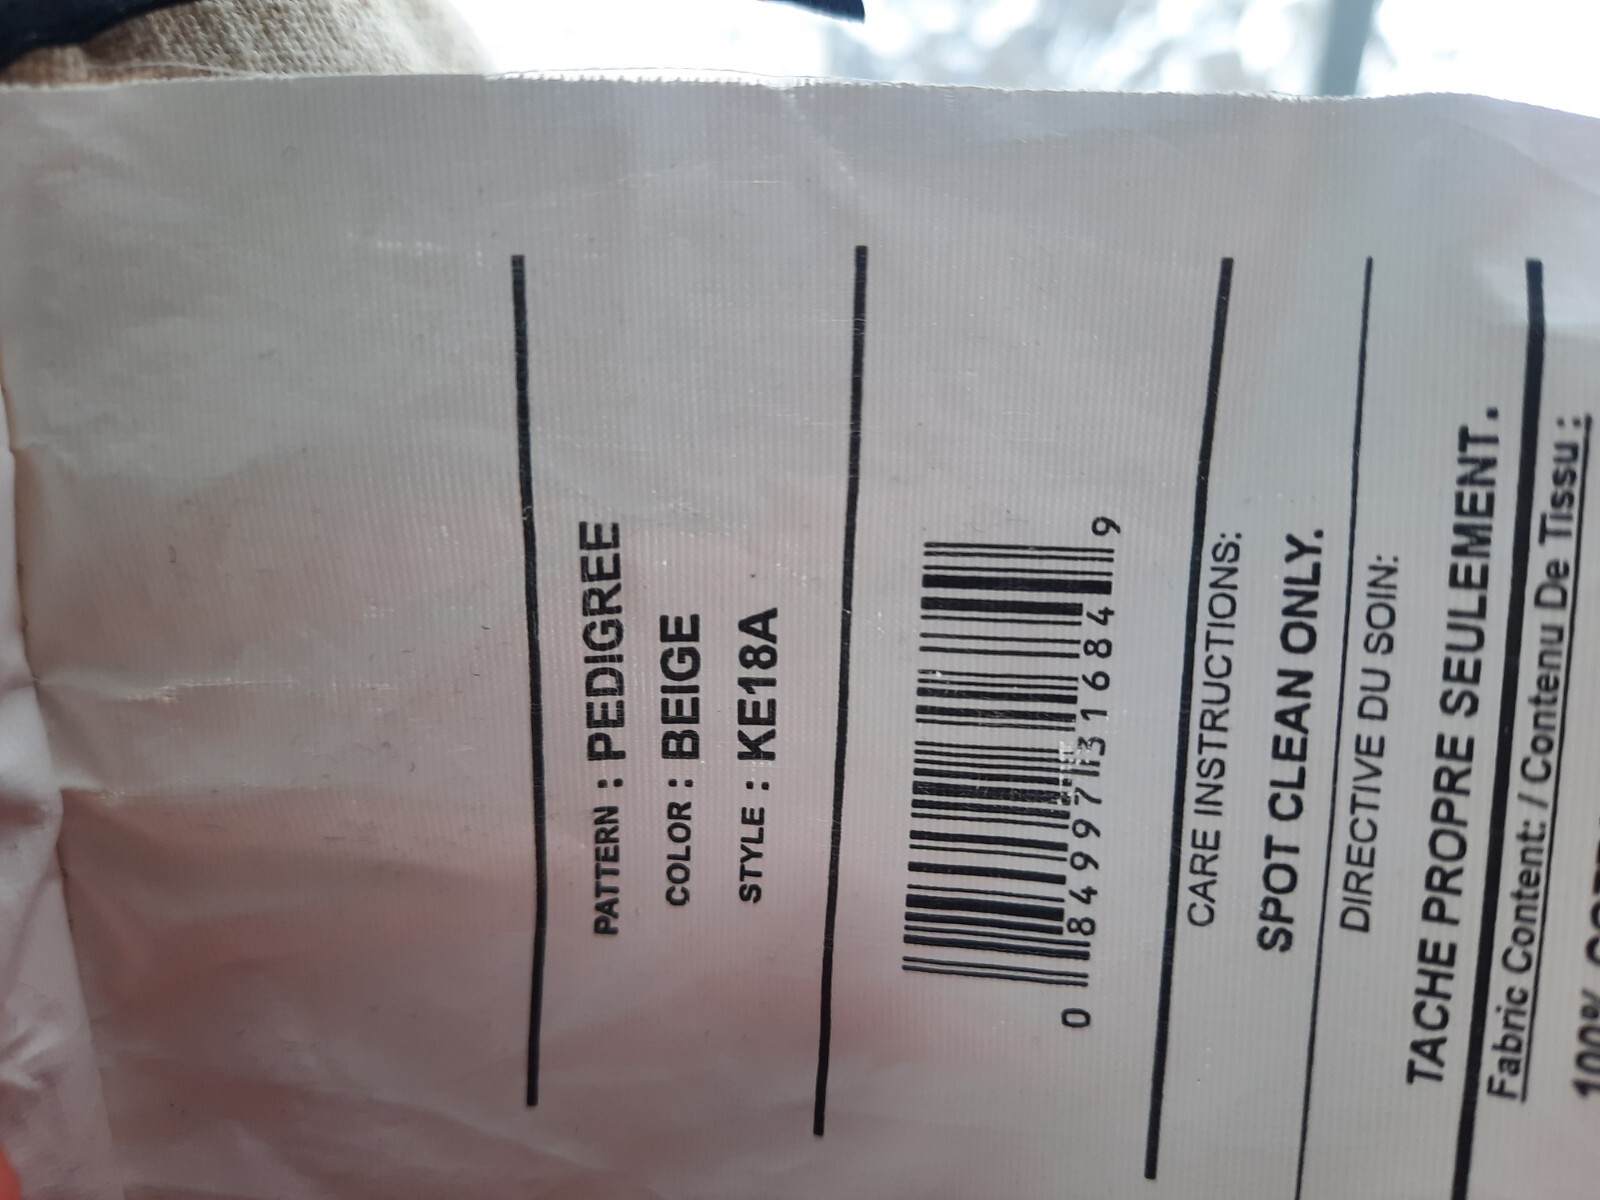 PATTERN : PEDIGREE
COLOR : BEIGE
STYLE : KE18A
0 84997 31684 9
CARE INSTRUCTIONS:
SPOT CLEAN ONLY.
DIRECTIVE DU SOIN:
TACHE PROPRE SEULEMENT.
Fabric Content: / Contenu De Tissu :
100%